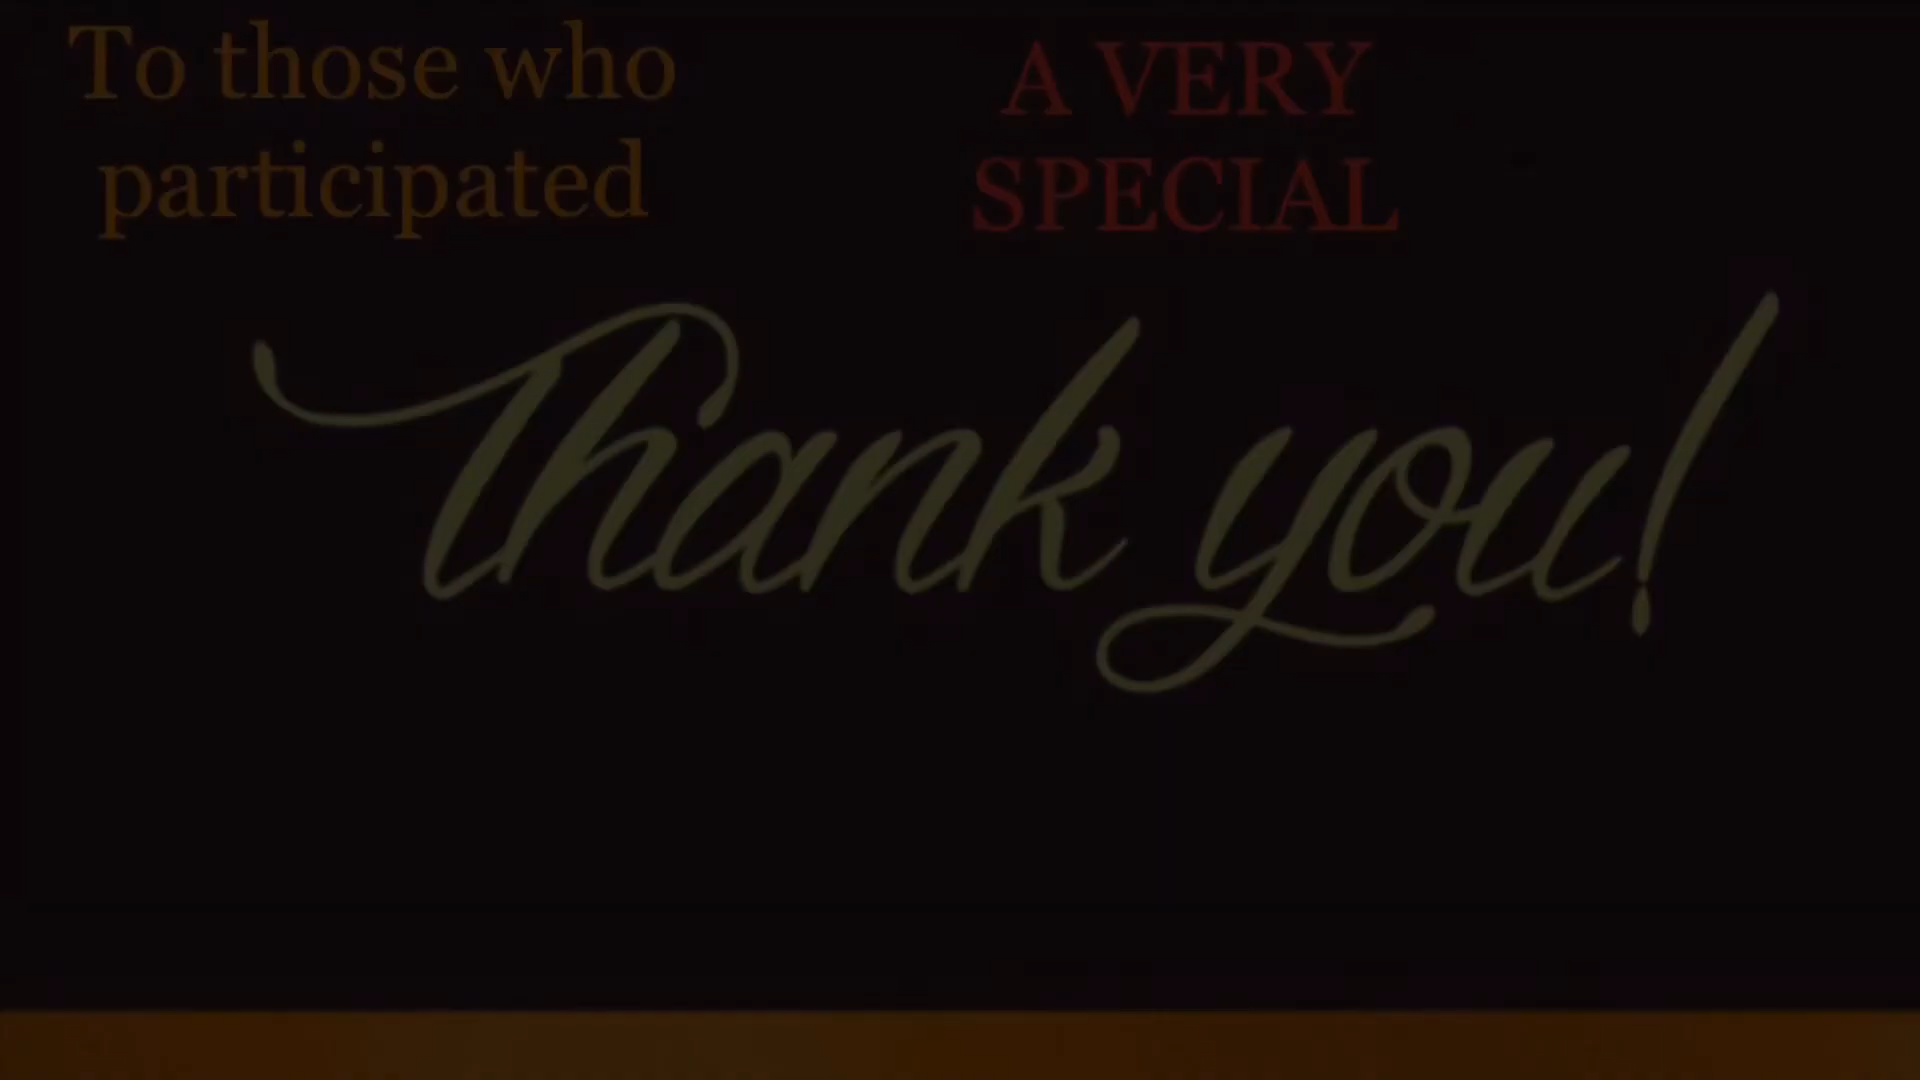 To those who
participated
A VERY
SPECIAL
Thank you!